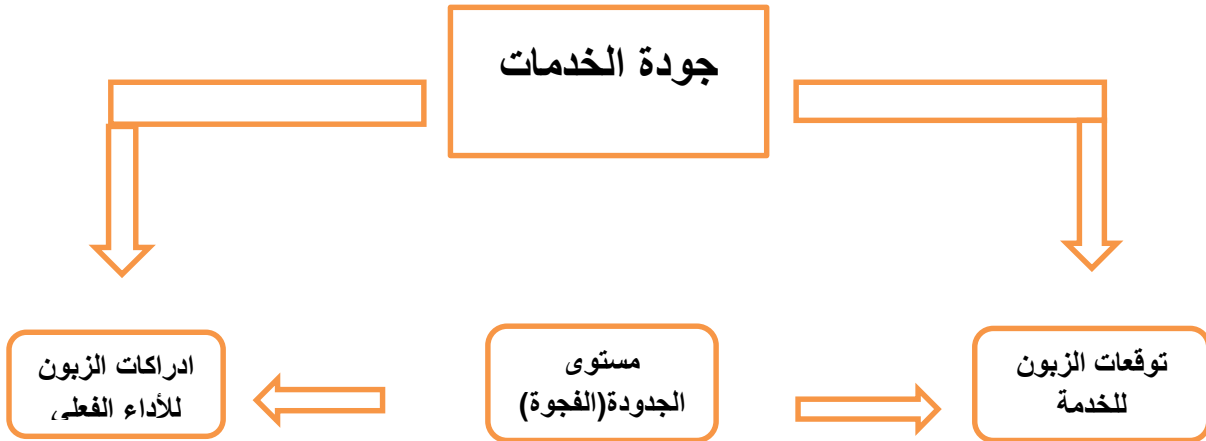 جودة الخدمات
توقعات الزبون
للخدمة
مستوى
الجدودة(الفجوة)
ادراكات الزبون
للأداء الفعلي